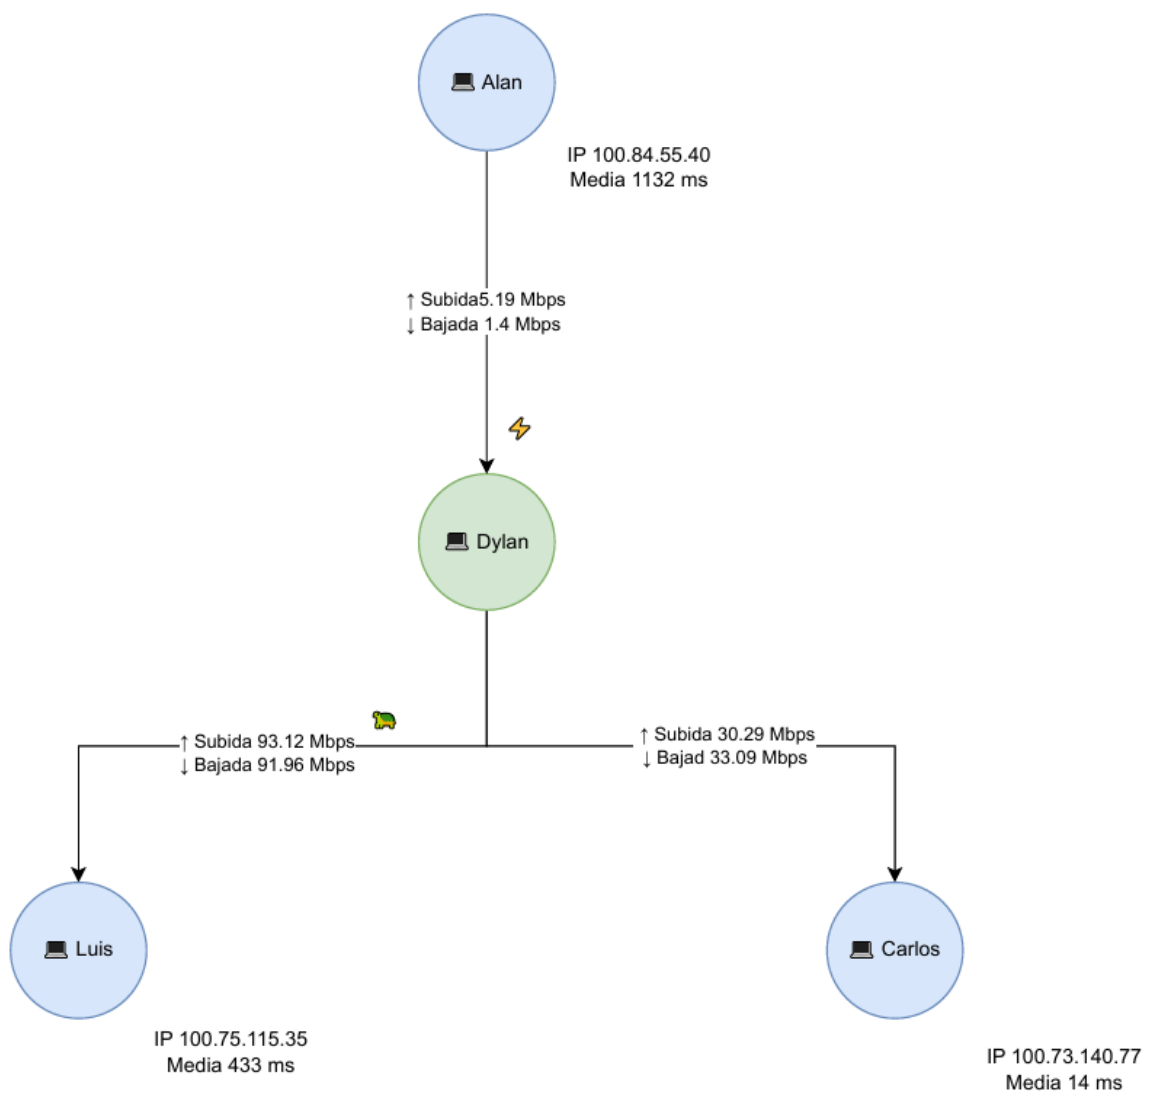 Alan
IP 100.84.55.40
Media 1132 ms
↑ Subida5.19 Mbps
↓ Bajada 1.4 Mbps
Dylan
↑ Subida 93.12 Mbps
↓ Bajada 91.96 Mbps
↑ Subida 30.29 Mbps
↓ Bajad 33.09 Mbps
Luis
Carlos
IP 100.75.115.35
Media 433 ms
IP 100.73.140.77
Media 14 ms